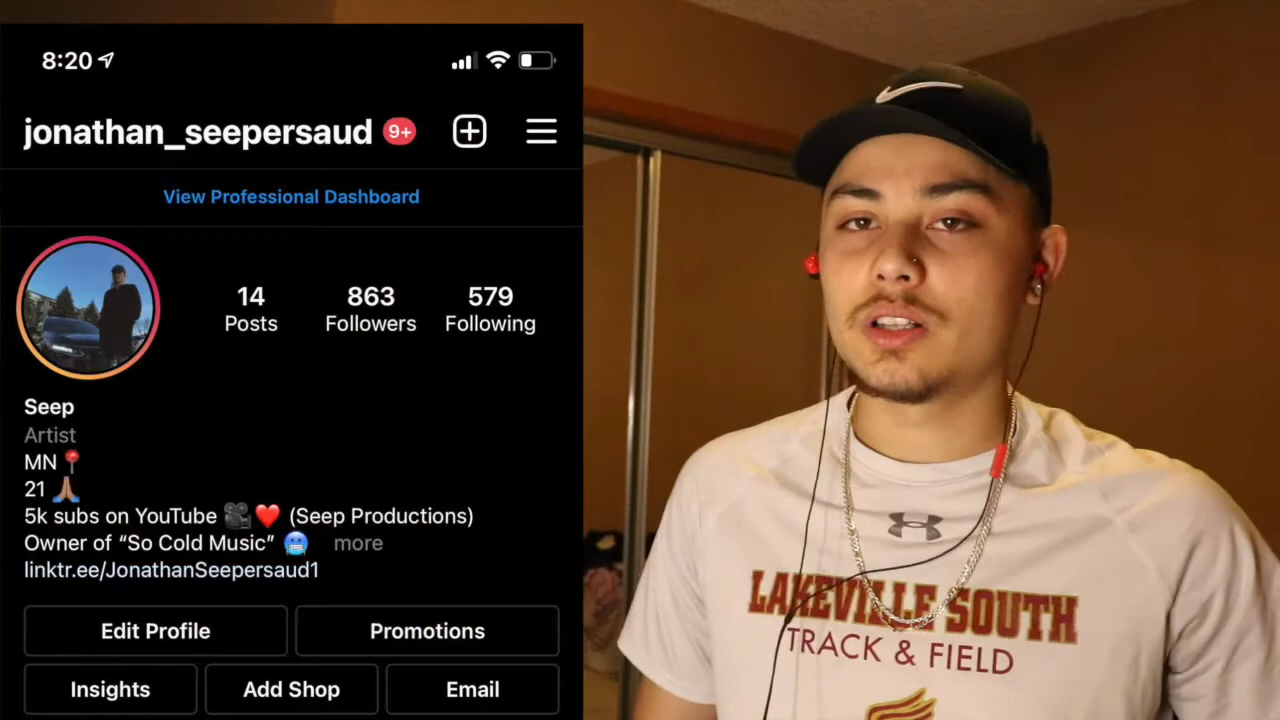 8:20
jonathan_seepersaud 9+
View Professional Dashboard
14 863 579
Posts Followers Following
Seep
Artist
MN 📍
21 🙏🏽
5k subs on YouTube 🎥❤️ (Seep Productions)
Owner of “So Cold Music” 🥶 more
linktr.ee/JonathanSeepersaud1
Edit Profile Promotions
Insights Add Shop Email
LAKEVILLE SOUTH
TRACK & FIELD